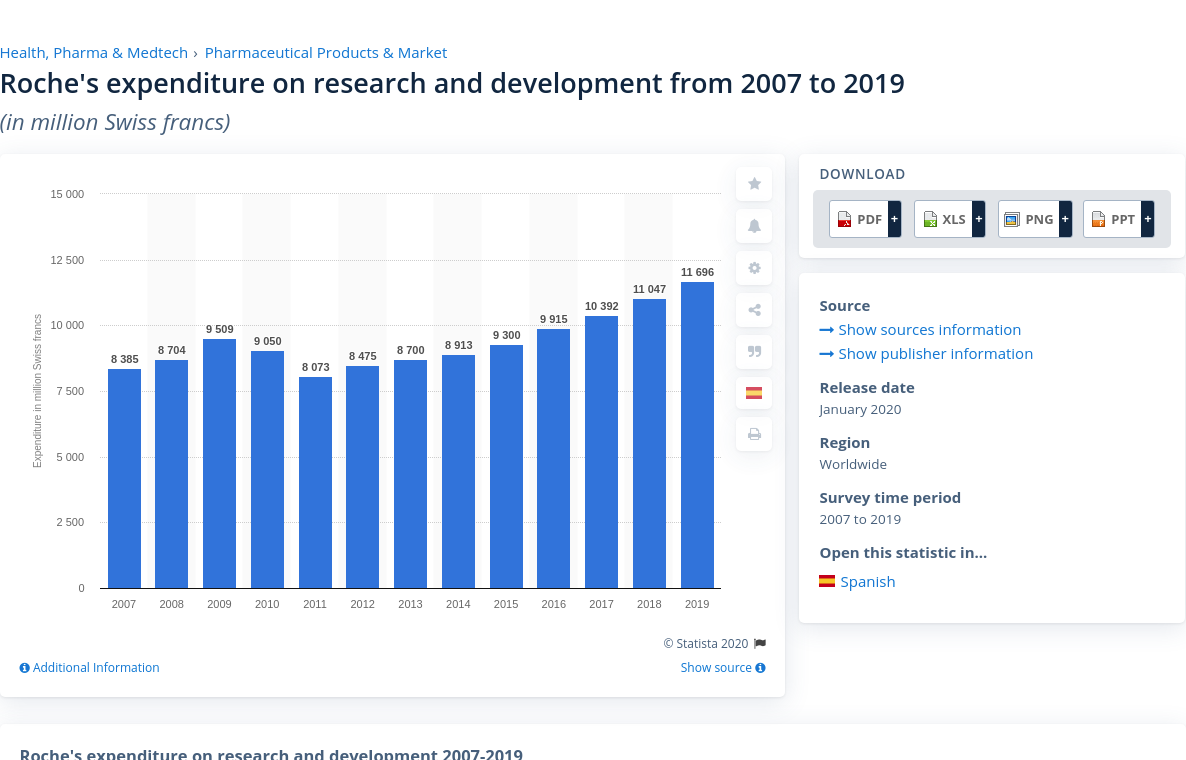 Health, Pharma & Medtech › Pharmaceutical Products & Market
Roche's expenditure on research and development from 2007 to 2019
(in million Swiss francs)
Expenditure in million Swiss francs
15 000
12 500
10 000
7 500
5 000
2 500
0
8 385
8 704
9 509
9 050
8 073
8 475
8 700
8 913
9 300
9 915
10 392
11 047
11 696
2007 2008 2009 2010 2011 2012 2013 2014 2015 2016 2017 2018 2019
© Statista 2020
Additional Information
Show source
DOWNLOAD
PDF + XLS + PNG + PPT +
Source
Show sources information
Show publisher information
Release date
January 2020
Region
Worldwide
Survey time period
2007 to 2019
Open this statistic in...
Spanish
Roche's expenditure on research and development 2007-2019